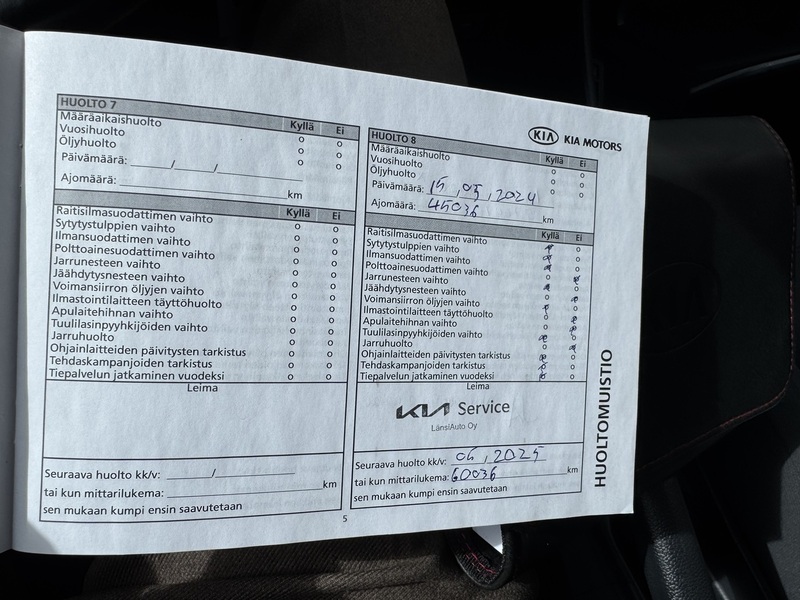 HUOLTO 7
Kyllä Ei
Määräaikaishuolto o o
Vuosihuolto o o
Öljyhuolto o o
Päivämäärä: / /
Ajomäärä: km
Kyllä Ei
Raitisilmasuodattimen vaihto o o
Sytytystulppien vaihto o o
Ilmansuodattimen vaihto o o
Polttoainesuodattimen vaihto o o
Jarrunesteen vaihto o o
Jäähdytysnesteen vaihto o o
Voimansiirron öljyjen vaihto o o
Ilmastointilaitteen täyttöhuolto o o
Apulaitehihnan vaihto o o
Tuulilasinpyyhkijöiden vaihto o o
Jarruhuolto o o
Ohjainlaitteiden päivitysten tarkistus o o
Tehdaskampanjoiden tarkistus o o
Tiepalvelun jatkaminen vuodeksi o o
Leima
Seuraava huolto kk/v: /
tai kun mittarilukema: km
sen mukaan kumpi ensin saavutetaan
KIA KIA MOTORS
HUOLTO 8
Kyllä Ei
Määräaikaishuolto o o
Vuosihuolto o o
Öljyhuolto o o
Päivämäärä: 15, 05, 2024
Ajomäärä: 45036 km
Kyllä Ei
Raitisilmasuodattimen vaihto
Sytytystulppien vaihto
Ilmansuodattimen vaihto
Polttoainesuodattimen vaihto
Jarrunesteen vaihto
Jäähdytysnesteen vaihto
Voimansiirron öljyjen vaihto
Ilmastointilaitteen täyttöhuolto
Apulaitehihnan vaihto
Tuulilasinpyyhkijöiden vaihto
Jarruhuolto
Ohjainlaitteiden päivitysten tarkistus
Tehdaskampanjoiden tarkistus
Tiepalvelun jatkaminen vuodeksi
Leima
KIA Service
LänsiAuto Oy
Seuraava huolto kk/v: , 2025
tai kun mittarilukema: 60036 km
sen mukaan kumpi ensin saavutetaan
HUOLTOMUISTIO
5